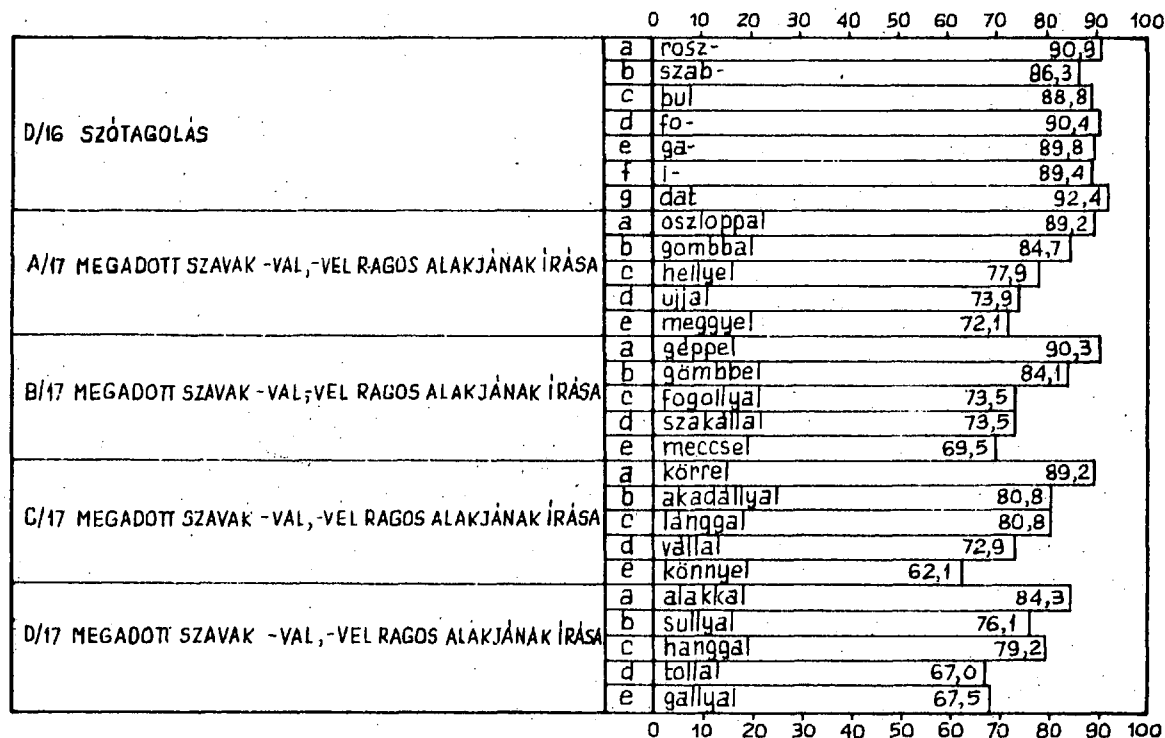 0 10 20 30 40 50 60 70 80 90 100
D/16 SZÓTAGOLÁS
a rosz- 90,9
b szab- 86,3
c bul 88,8
d fo- 90,4
e ga- 89,8
f i- 89,4
g dat 92,4
A/17 MEGADOTT SZAVAK -VAL,-VEL RAGOS ALAKJÁNAK ÍRÁSA
a oszloppal 89,2
b gombbal 84,7
c hellyel 77,9
d ujjal 73,9
e meggyel 72,1
B/17 MEGADOTT SZAVAK -VAL,-VEL RAGOS ALAKJÁNAK ÍRÁSA
a géppel 90,3
b gömbbel 84,1
c fogollyal 73,5
d szakállal 73,5
e meccsel 69,5
C/17 MEGADOTT SZAVAK -VAL,-VEL RAGOS ALAKJÁNAK ÍRÁSA
a körrel 89,2
b akadállyal 80,8
c lánggal 80,8
d vállal 72,9
e könnyel 62,1
D/17 MEGADOTT SZAVAK -VAL,-VEL RAGOS ALAKJÁNAK ÍRÁSA
a alakkal 84,3
b süllyal 76,1
c hanggal 79,2
d tollal 67,0
e gallyal 67,5
0 10 20 30 40 50 60 70 80 90 100